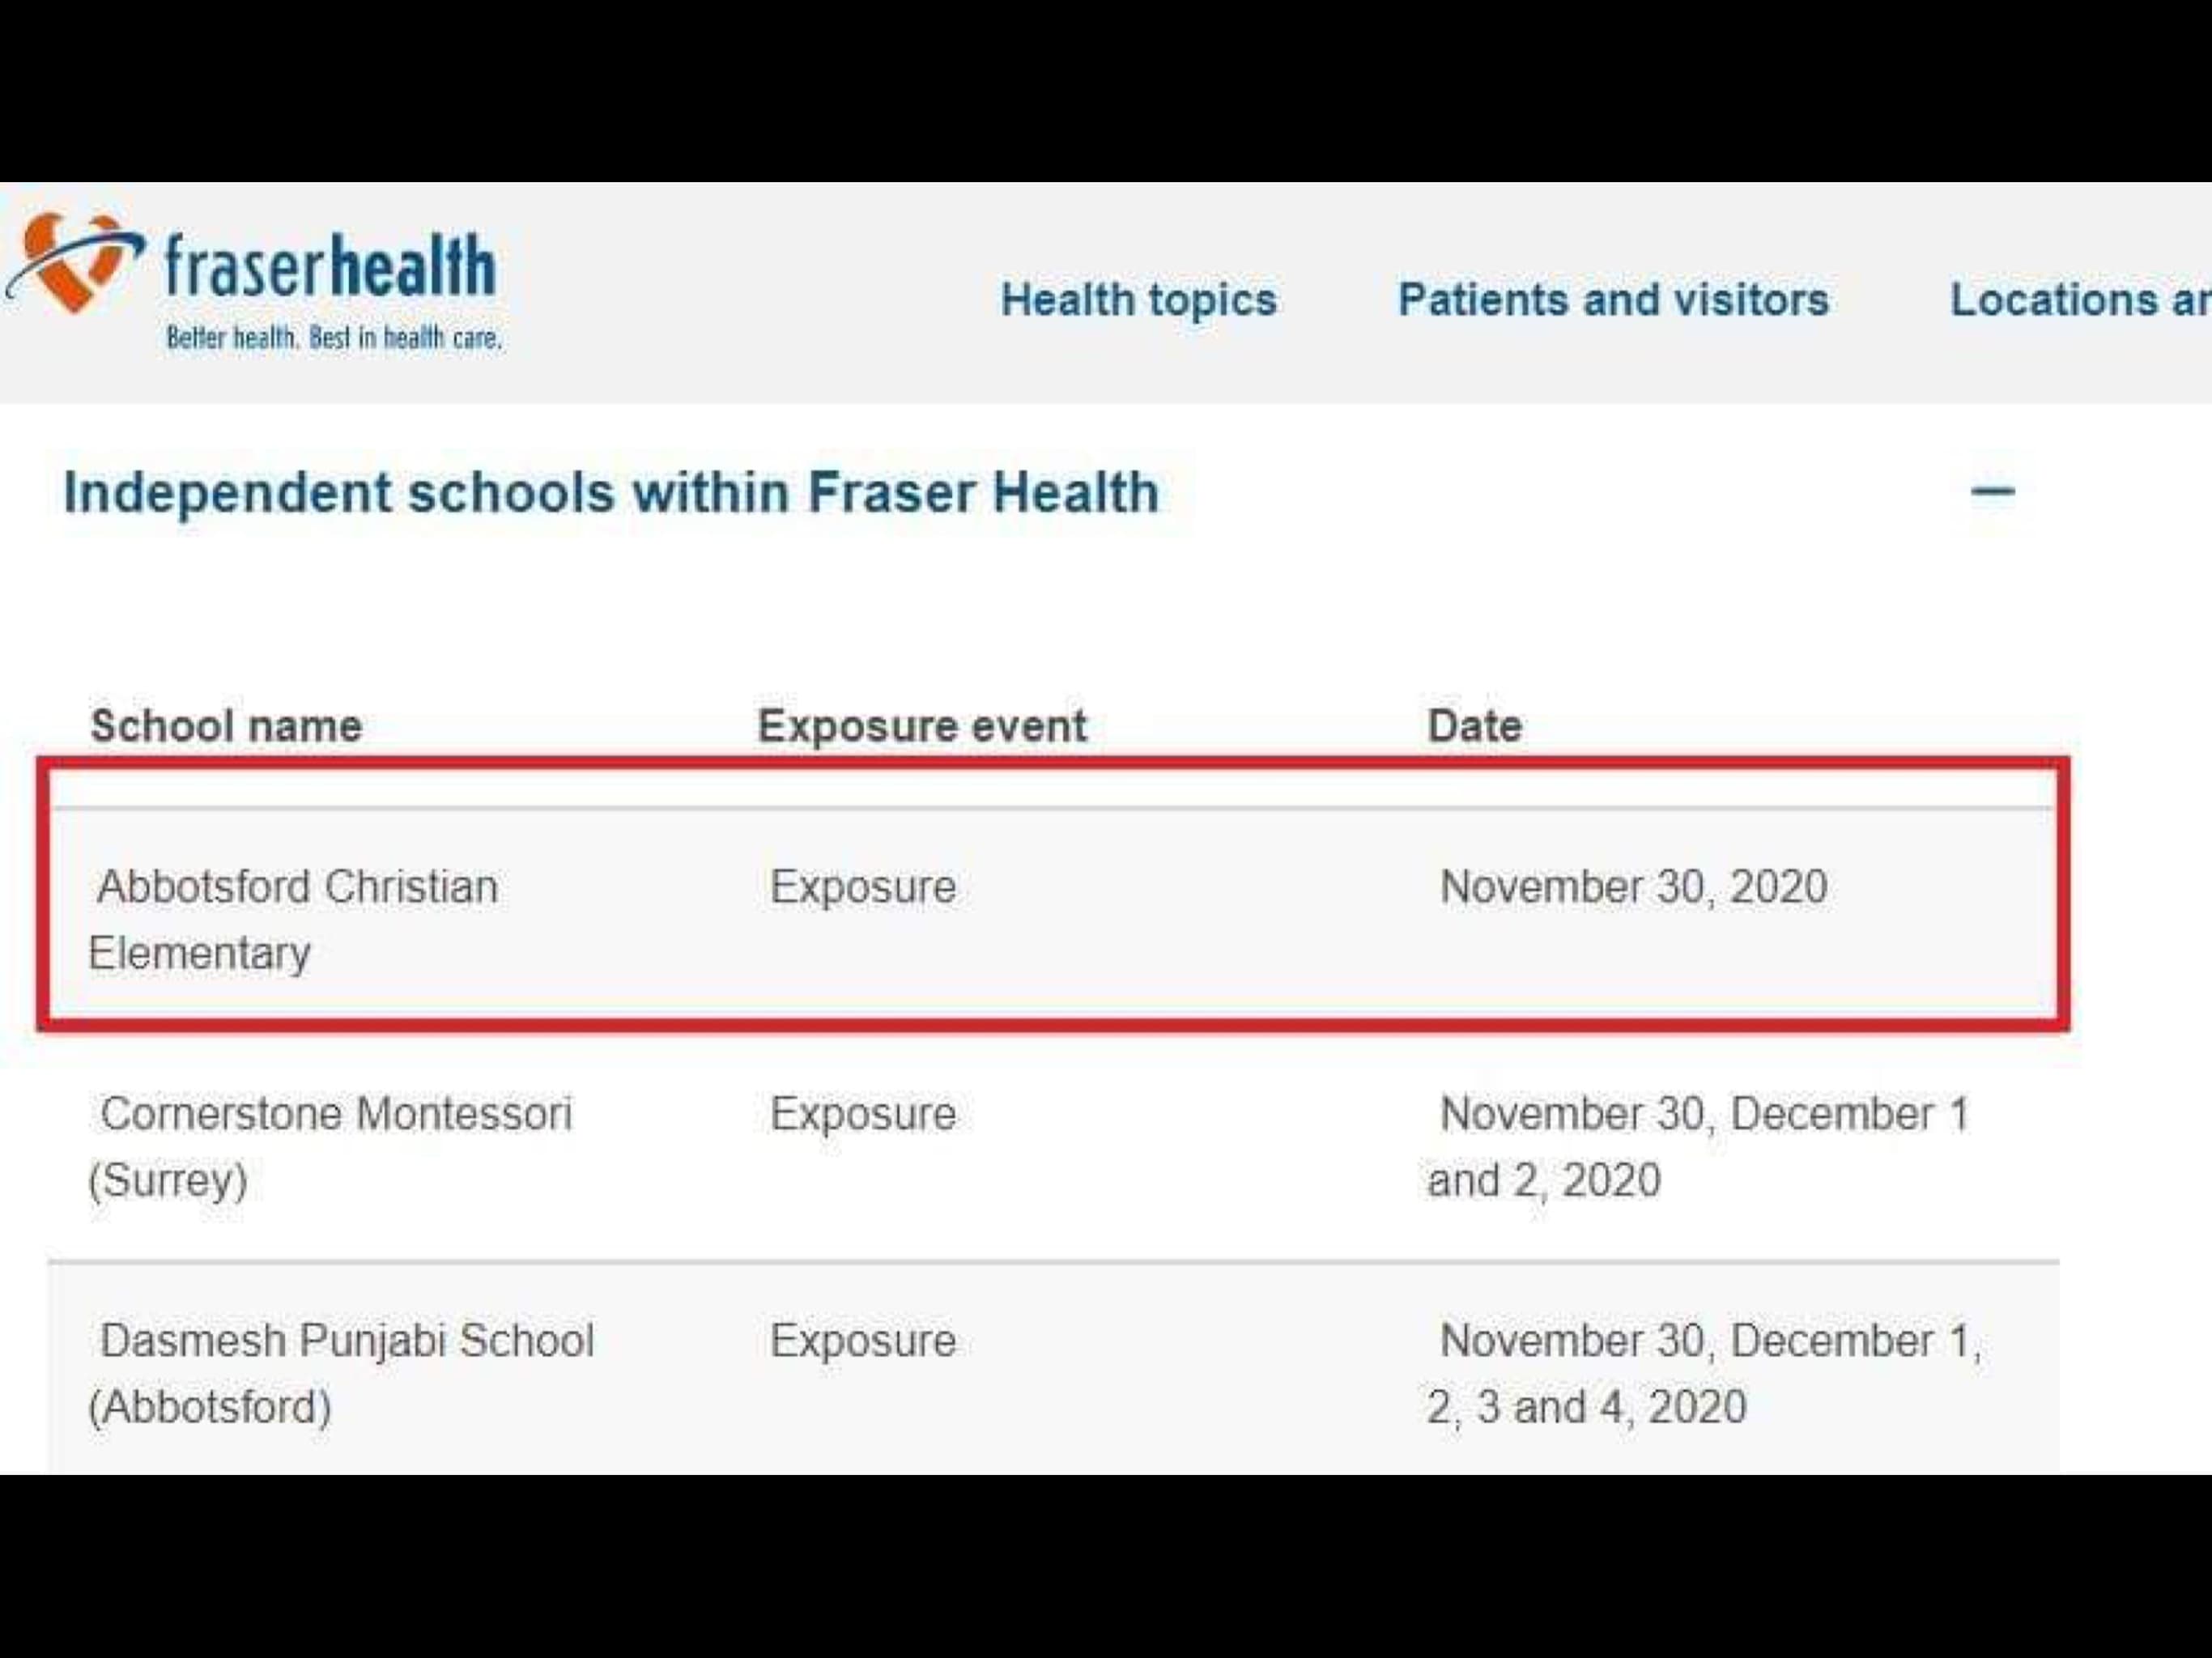 fraserhealth
Better health. Best in health care.
Health topics
Patients and visitors
Locations
Independent schools within Fraser Health
School name
Exposure event
Date
Abbotsford Christian
Elementary
Exposure
November 30, 2020
Cornerstone Montessori
(Surrey)
Exposure
November 30, December 1
and 2, 2020
Dasmesh Punjabi School
(Abbotsford)
Exposure
November 30, December 1,
2, 3 and 4, 2020